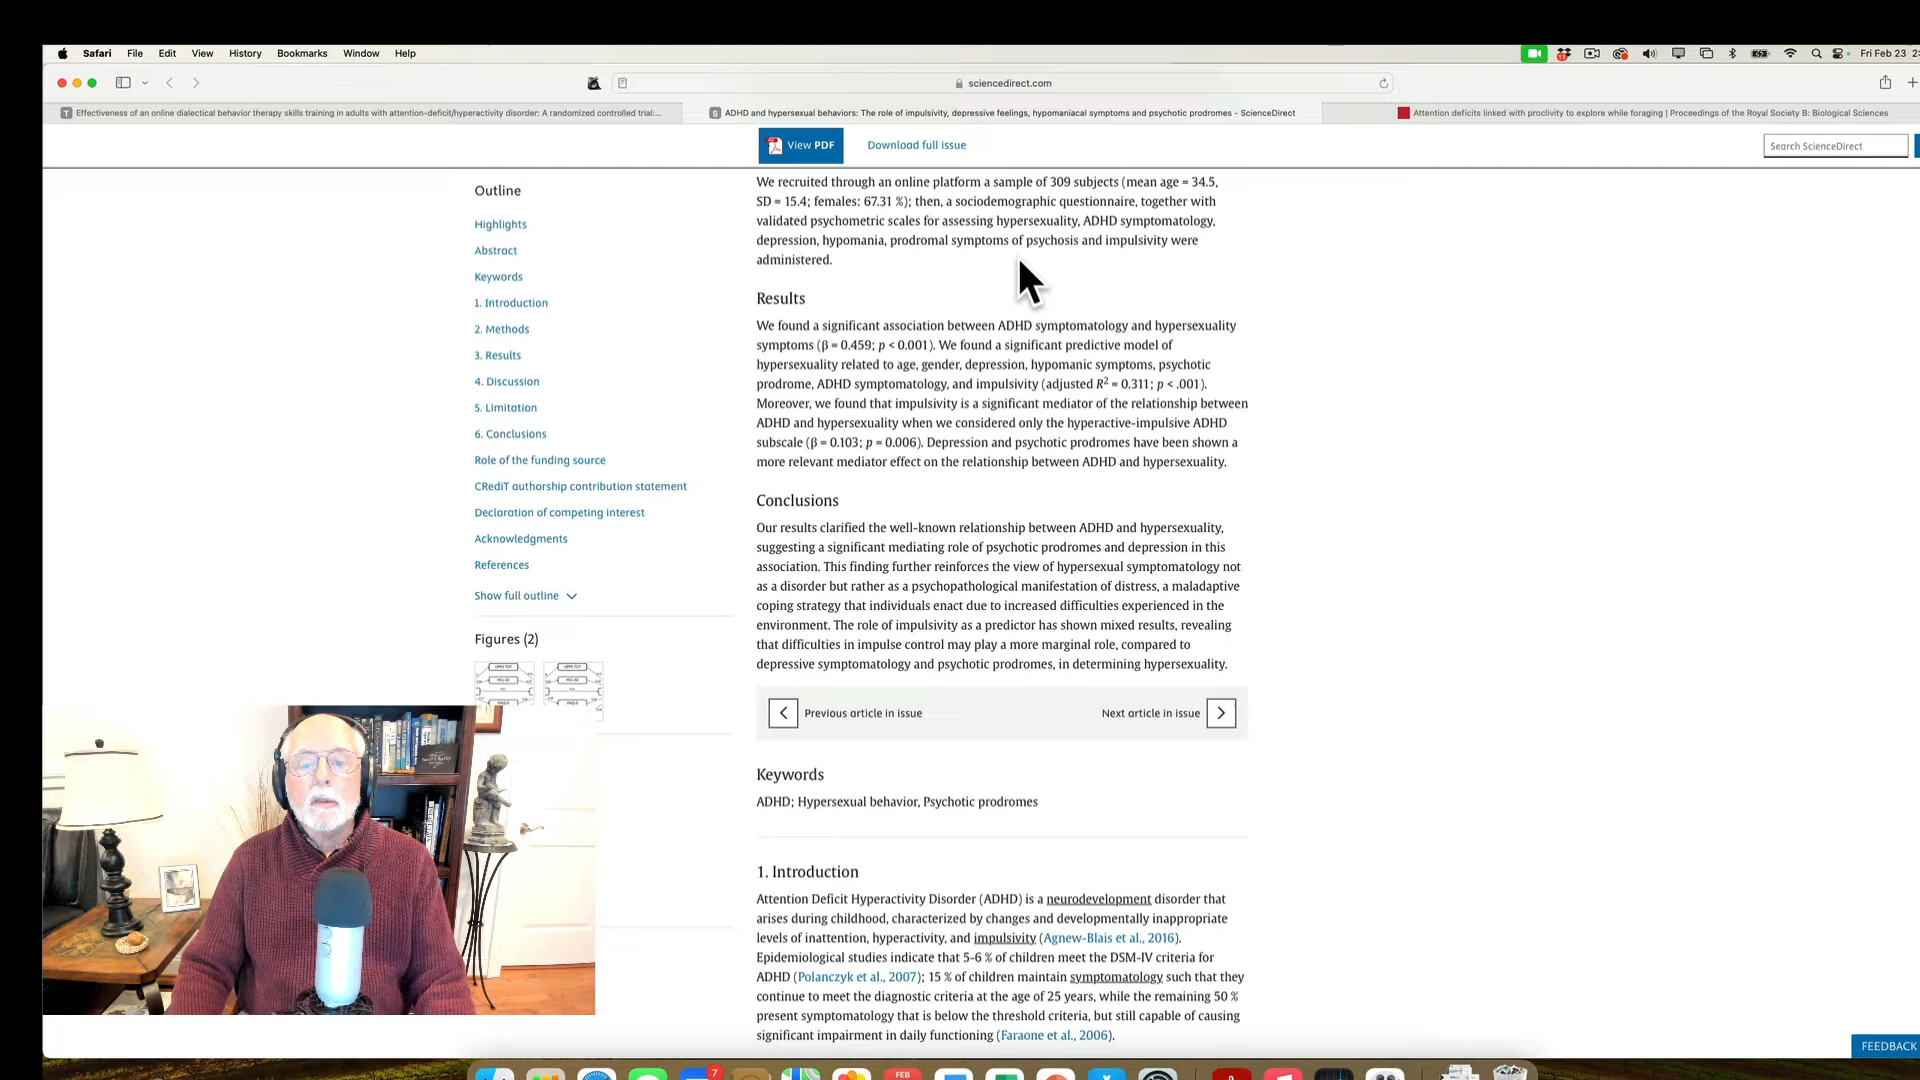 Safari File Edit View History Bookmarks Window Help
Fri Feb 23 2:
sciencedirect.com
Effectiveness of an online dialectical behavior therapy skills training in adults with attention-deficit/hyperactivity disorder: A randomized controlled trial:...
S ADHD and hypersexual behaviors: The role of impulsivity, depressive feelings, hypomaniacal symptoms and psychotic prodromes - ScienceDirect
Attention deficits linked with proclivity to explore while foraging | Proceedings of the Royal Society B: Biological Sciences
View PDF
Download full issue
Search ScienceDirect
Outline
Highlights
Abstract
Keywords
1. Introduction
2. Methods
3. Results
4. Discussion
5. Limitation
6. Conclusions
Role of the funding source
CRediT authorship contribution statement
Declaration of competing interest
Acknowledgments
References
Show full outline
Figures (2)
We recruited through an online platform a sample of 309 subjects (mean age = 34.5,
SD = 15.4; females: 67.31 %); then, a sociodemographic questionnaire, together with
validated psychometric scales for assessing hypersexuality, ADHD symptomatology,
depression, hypomania, prodromal symptoms of psychosis and impulsivity were
administered.
Results
We found a significant association between ADHD symptomatology and hypersexuality
symptoms (β = 0.459; p < 0.001). We found a significant predictive model of
hypersexuality related to age, gender, depression, hypomanic symptoms, psychotic
prodrome, ADHD symptomatology, and impulsivity (adjusted R² = 0.311; p < .001).
Moreover, we found that impulsivity is a significant mediator of the relationship between
ADHD and hypersexuality when we considered only the hyperactive-impulsive ADHD
subscale (β = 0.103; p = 0.006). Depression and psychotic prodromes have been shown a
more relevant mediator effect on the relationship between ADHD and hypersexuality.
Conclusions
Our results clarified the well-known relationship between ADHD and hypersexuality,
suggesting a significant mediating role of psychotic prodromes and depression in this
association. This finding further reinforces the view of hypersexual symptomatology not
as a disorder but rather as a psychopathological manifestation of distress, a maladaptive
coping strategy that individuals enact due to increased difficulties experienced in the
environment. The role of impulsivity as a predictor has shown mixed results, revealing
that difficulties in impulse control may play a more marginal role, compared to
depressive symptomatology and psychotic prodromes, in determining hypersexuality.
Previous article in issue
Next article in issue
Keywords
ADHD; Hypersexual behavior, Psychotic prodromes
1. Introduction
Attention Deficit Hyperactivity Disorder (ADHD) is a neurodevelopment disorder that
arises during childhood, characterized by changes and developmentally inappropriate
levels of inattention, hyperactivity, and impulsivity (Agnew-Blais et al., 2016).
Epidemiological studies indicate that 5-6 % of children meet the DSM-IV criteria for
ADHD (Polanczyk et al., 2007); 15 % of children maintain symptomatology such that they
continue to meet the diagnostic criteria at the age of 25 years, while the remaining 50 %
present symptomatology that is below the threshold criteria, but still capable of causing
significant impairment in daily functioning (Faraone et al., 2006).
FEEDBACK
7
FEB